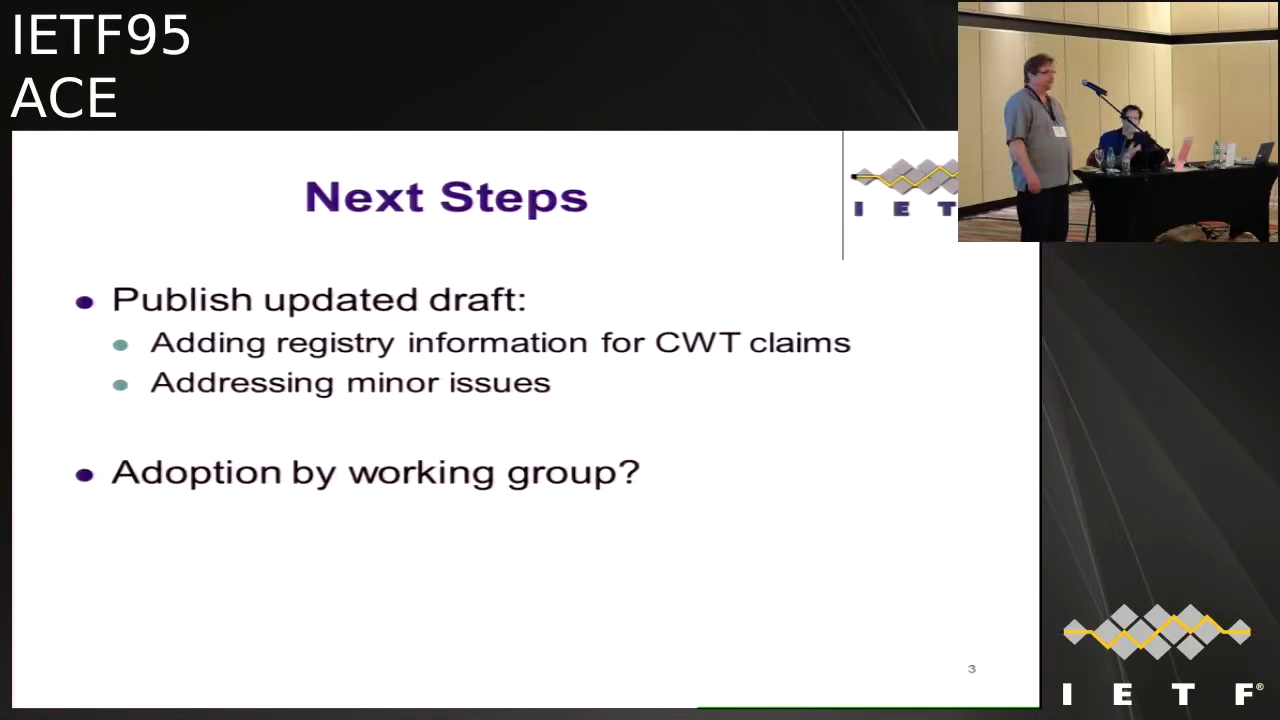 IETF95
ACE
Next Steps
I E T
Publish updated draft:
Adding registry information for CWT claims
Addressing minor issues
Adoption by working group?
3
I E T F®